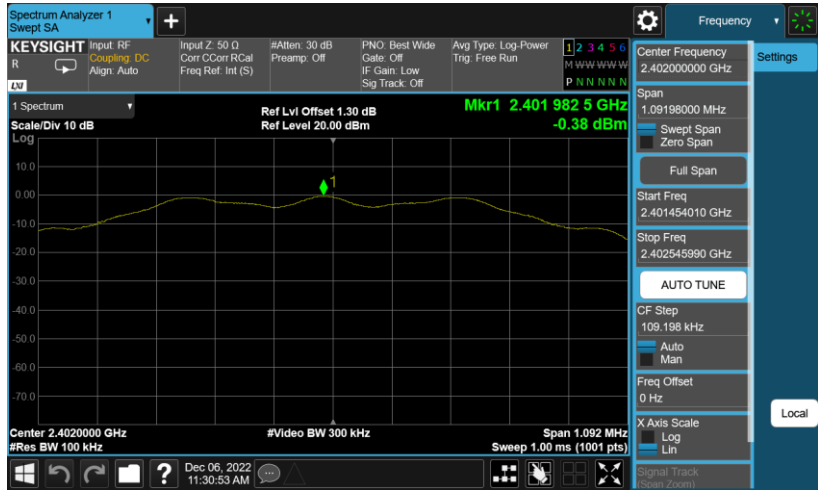 Spectrum Analyzer 1
Swept SA
Frequency
KEYSIGHT
R
LXI
Input: RF
Coupling: DC
Align: Auto
Input Z: 50 Ω
Corr CCorr RCal
Freq Ref: Int (S)
#Atten: 30 dB
Preamp: Off
PNO: Best Wide
Gate: Off
IF Gain: Low
Sig Track: Off
Avg Type: Log-Power
Trig: Free Run
1 2 3 4 5 6
M W W W W W
P N N N N N
1 Spectrum
Scale/Div 10 dB
Log
Ref Lvl Offset 1.30 dB
Ref Level 20.00 dBm
Mkr1 2.401 982 5 GHz
-0.38 dBm
1
10.0
0.00
-10.0
-20.0
-30.0
-40.0
-50.0
-60.0
-70.0
Center 2.4020000 GHz
#Res BW 100 kHz
#Video BW 300 kHz
Span 1.092 MHz
Sweep 1.00 ms (1001 pts)
Dec 06, 2022
11:30:53 AM
?
Center Frequency
2.402000000 GHz
Settings
Span
1.09198000 MHz
Swept Span
Zero Span
Full Span
Start Freq
2.401454010 GHz
Stop Freq
2.402545990 GHz
AUTO TUNE
CF Step
109.198 kHz
Auto
Man
Freq Offset
0 Hz
X Axis Scale
Log
Lin
Local
Signal Track
(Span Zoom)